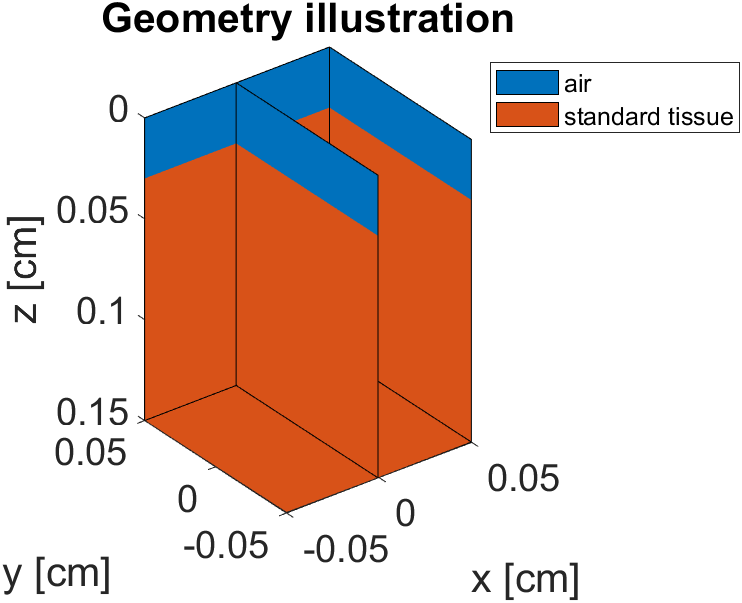 Geometry illustration
air
standard tissue
0
0.05
0.1
0.15
z [cm]
0.05
0
-0.05
y [cm]
-0.05
0
0.05
x [cm]